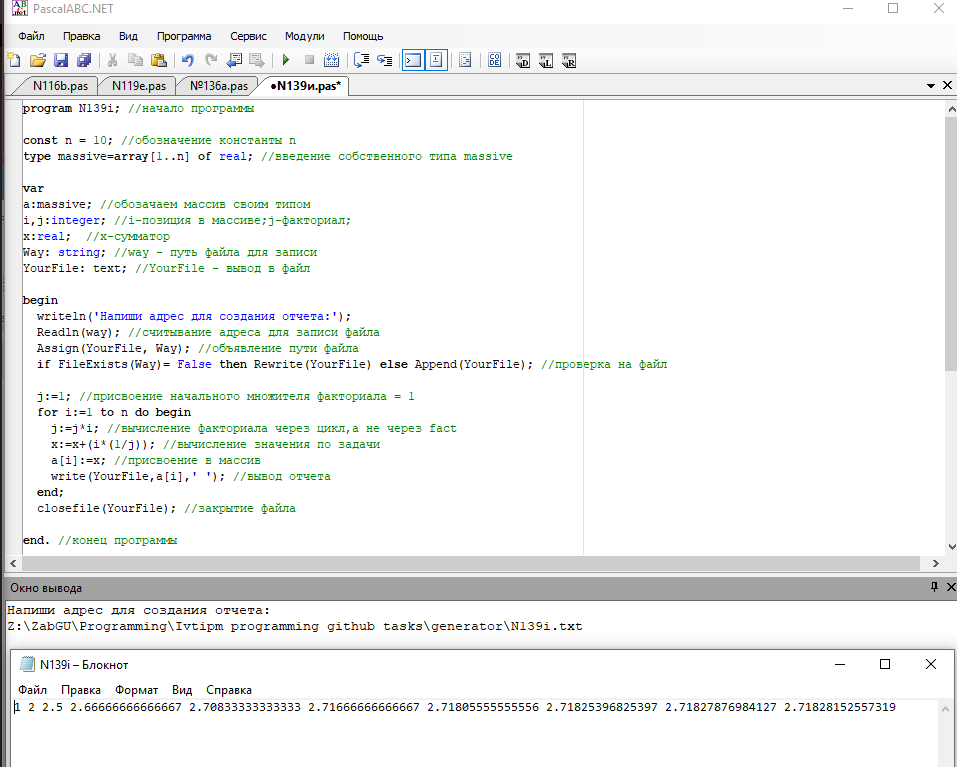 PascalABC.NET
Файл Правка Вид Программа Сервис Модули Помощь
N116b.pas N119e.pas №136a.pas •N139и.pas*
program N139i; //начало программы
const n = 10; //обозначение константы n
type massive=array[1..n] of real; //введение собственного типа massive
var
a:massive; //обозачаем массив своим типом
i,j:integer; //i-позиция в массиве;j-факториал;
x:real; //x-сумматор
Way: string; //way - путь файла для записи
YourFile: text; //YourFile - вывод в файл
begin
writeln('Напиши адрес для создания отчета:');
Readln(way); //считывание адреса для записи файла
Assign(YourFile, Way); //объявление пути файла
if FileExists(Way)= False then Rewrite(YourFile) else Append(YourFile); //проверка на файл
j:=1; //присвоение начального множителя факториала = 1
for i:=1 to n do begin
j:=j*i; //вычисление факториала через цикл,а не через fact
x:=x+(i*(1/j)); //вычисление значения по задачи
a[i]:=x; //присвоение в массив
write(YourFile,a[i],' '); //вывод отчета
end;
closefile(YourFile); //закрытие файла
end. //конец программы
Окно вывода
Напиши адрес для создания отчета:
Z:\ZabGU\Programming\Ivtipm programming github tasks\generator\N139i.txt
N139i – Блокнот
Файл Правка Формат Вид Справка
1 2 2.5 2.66666666666667 2.70833333333333 2.71666666666667 2.71805555555556 2.71825396825397 2.71827876984127 2.71828152557319